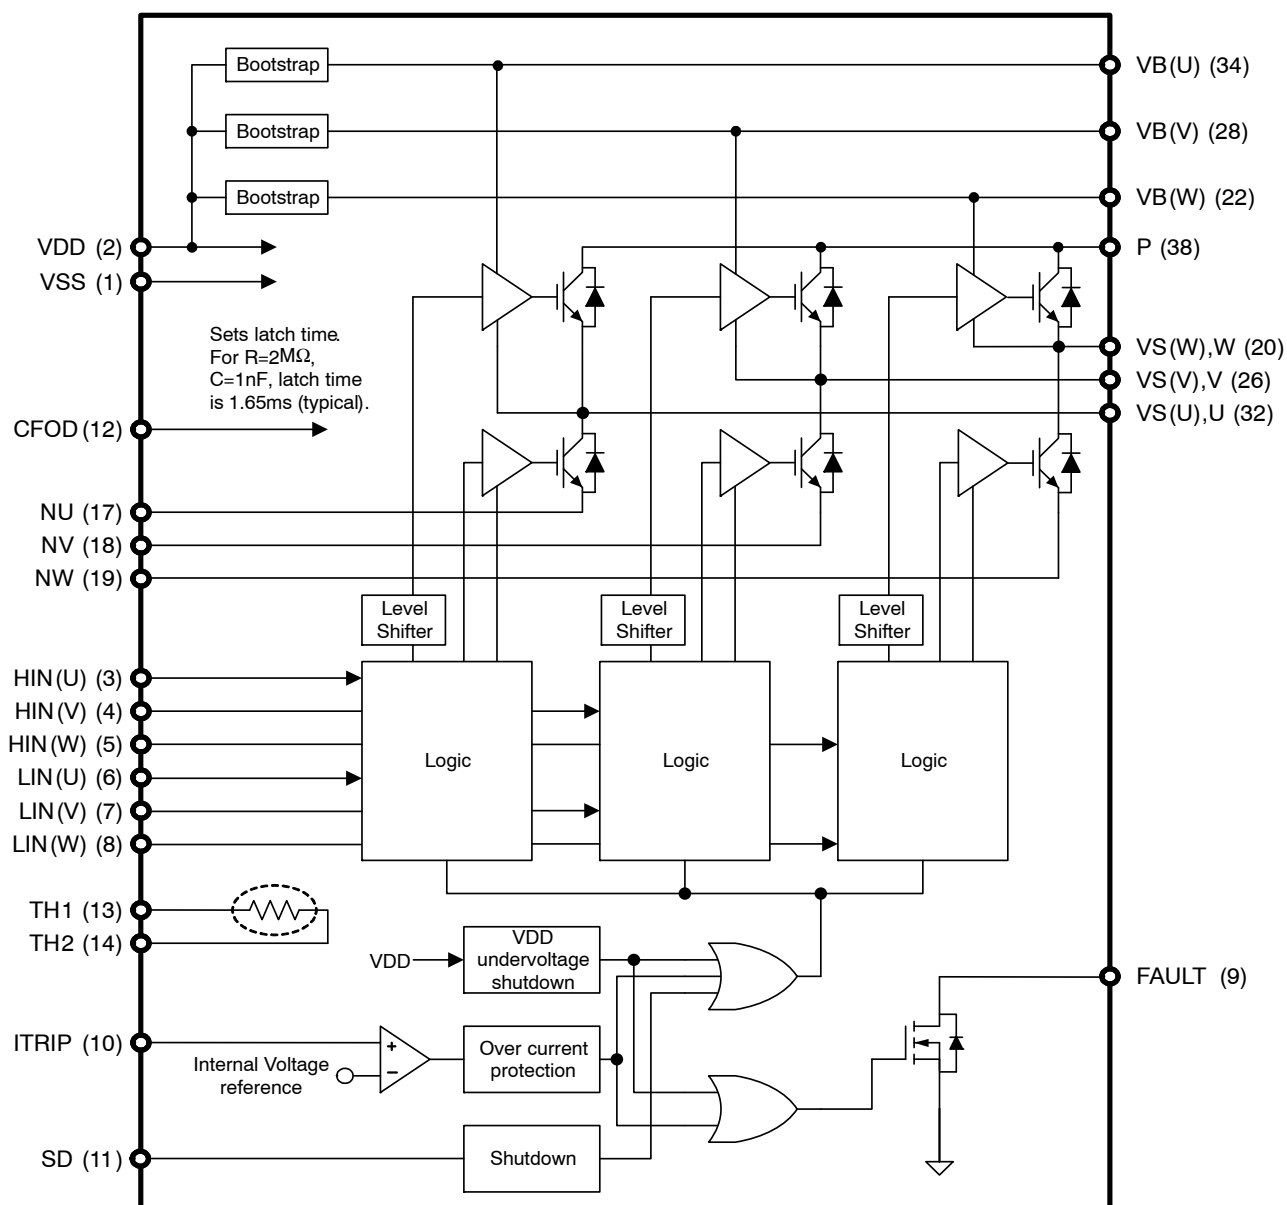 Bootstrap
VB(U) (34)
Bootstrap
VB(V) (28)
Bootstrap
VB(W) (22)
VDD (2)
P (38)
VSS (1)
Sets latch time.
For R=2MΩ,
C=1nF, latch time
is 1.65ms (typical).
VS(W),W (20)
VS(V),V (26)
VS(U),U (32)
CFOD (12)
NU (17)
NV (18)
NW (19)
Level
Shifter
Level
Shifter
Level
Shifter
HIN(U) (3)
HIN(V) (4)
HIN(W) (5)
LIN(U) (6)
LIN(V) (7)
LIN(W) (8)
Logic
Logic
Logic
TH1 (13)
TH2 (14)
VDD
VDD
undervoltage
shutdown
FAULT (9)
ITRIP (10)
+
−
Internal Voltage
reference
Over current
protection
SD (11)
Shutdown